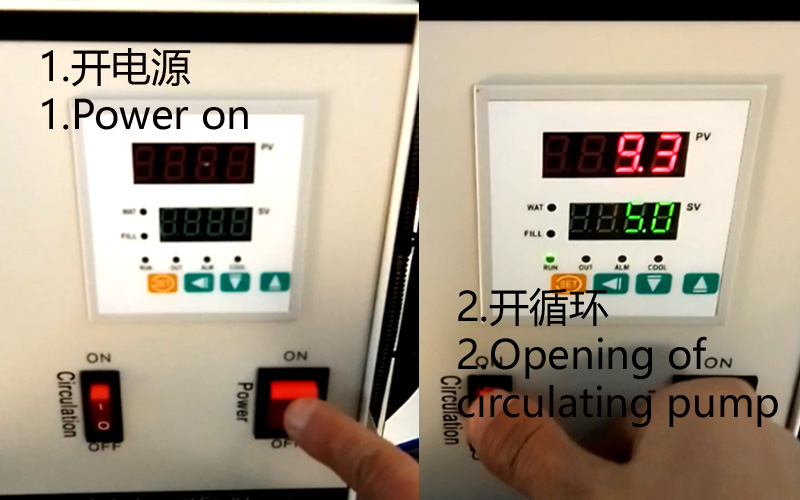 1.开电源
1.Power on
PV
WAT
SV
FILL
RUN OUT ALM COOL
ON ON
Circulation
Power
OFF OFF
9.3 PV
WAT
5.0 SV
FILL
RUN OUT ALM COOL
SET
2.开循环
2.Opening of
circulating pump
ON ON
Circulation